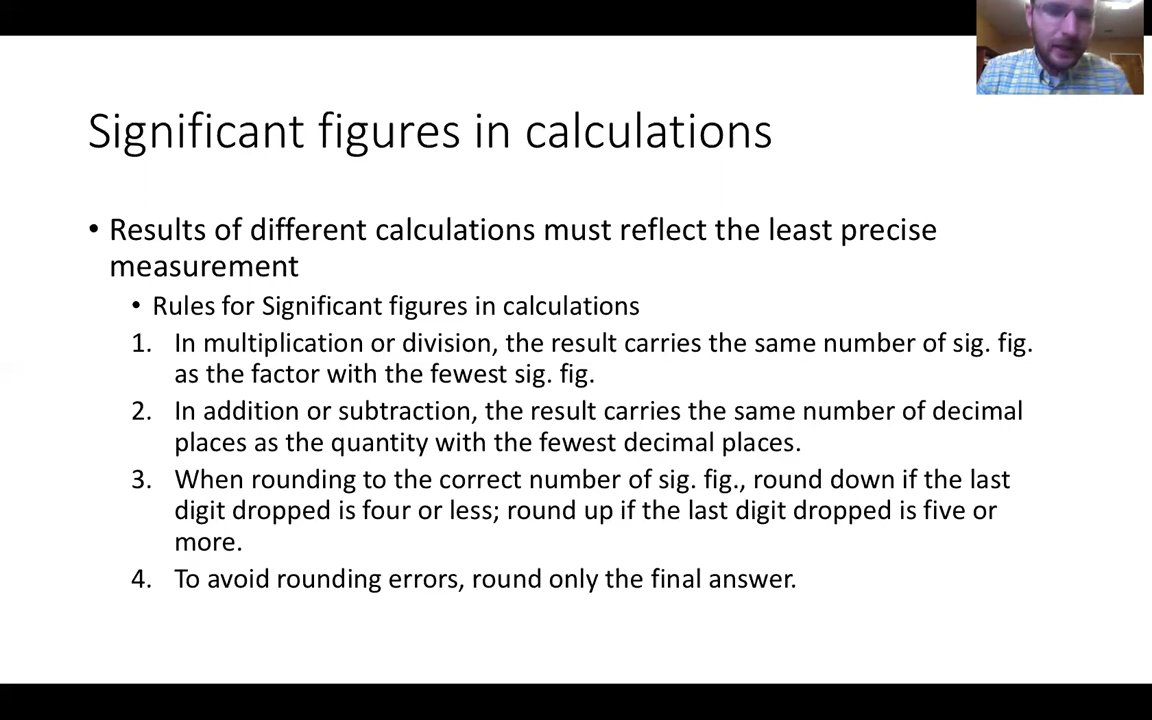 Significant figures in calculations
• Results of different calculations must reflect the least precise
measurement
• Rules for Significant figures in calculations
1. In multiplication or division, the result carries the same number of sig. fig.
as the factor with the fewest sig. fig.
2. In addition or subtraction, the result carries the same number of decimal
places as the quantity with the fewest decimal places.
3. When rounding to the correct number of sig. fig., round down if the last
digit dropped is four or less; round up if the last digit dropped is five or
more.
4. To avoid rounding errors, round only the final answer.